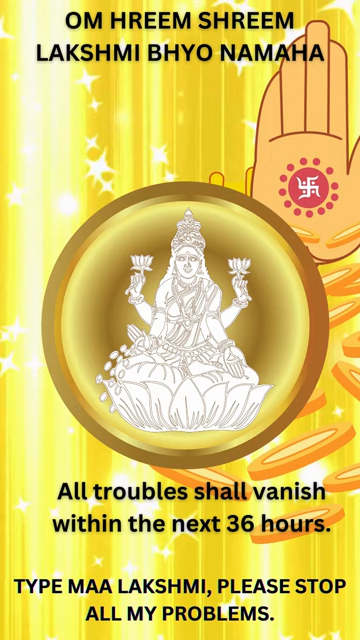 OM HREEM SHREEM
LAKSHMI BHYO NAMAHA
All troubles shall vanish
within the next 36 hours.
TYPE MAA LAKSHMI, PLEASE STOP
ALL MY PROBLEMS.